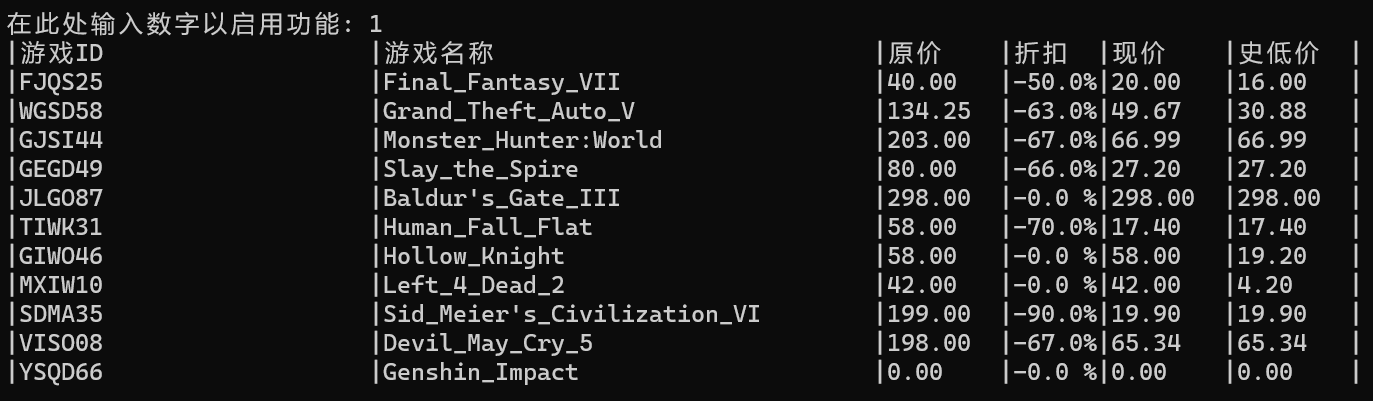 在此处输入数字以启用功能: 1
|游戏ID |游戏名称 |原价 |折扣 |现价 |史低价 |
|FJQS25 |Final_Fantasy_VII |40.00 |-50.0%|20.00 |16.00 |
|WGSD58 |Grand_Theft_Auto_V |134.25 |-63.0%|49.67 |30.88 |
|GJSI44 |Monster_Hunter:World |203.00 |-67.0%|66.99 |66.99 |
|GEGD49 |Slay_the_Spire |80.00 |-66.0%|27.20 |27.20 |
|JLGO87 |Baldur's_Gate_III |298.00 |-0.0 %|298.00 |298.00 |
|TIWK31 |Human_Fall_Flat |58.00 |-70.0%|17.40 |17.40 |
|GIWO46 |Hollow_Knight |58.00 |-0.0 %|58.00 |19.20 |
|MXIW10 |Left_4_Dead_2 |42.00 |-0.0 %|42.00 |4.20 |
|SDMA35 |Sid_Meier's_Civilization_VI |199.00 |-90.0%|19.90 |19.90 |
|VISO08 |Devil_May_Cry_5 |198.00 |-67.0%|65.34 |65.34 |
|YSQD66 |Genshin_Impact |0.00 |-0.0 %|0.00 |0.00 |